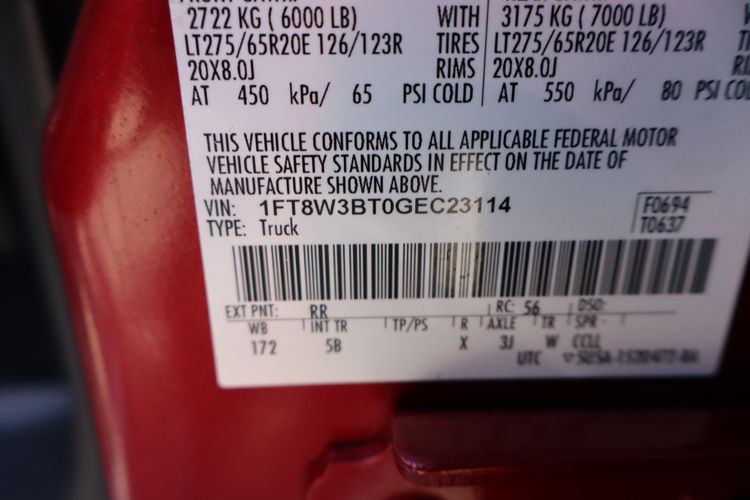 2722 KG ( 6000 LB) WITH 3175 KG ( 7000 LB)
LT275/65R20E 126/123R TIRES LT275/65R20E 126/123R
20X8.0J RIMS 20X8.0J
AT 450 kPa/ 65 PSI COLD AT 550 kPa/ 80 PSI COLD
THIS VEHICLE CONFORMS TO ALL APPLICABLE FEDERAL MOTOR
VEHICLE SAFETY STANDARDS IN EFFECT ON THE DATE OF
MANUFACTURE SHOWN ABOVE.
VIN: 1FT8W3BT0GEC23114 F0694
TYPE: Truck T0637
EXT PNT: RR RC: 56 DSO:
WB INT TR TP/PS R AXLE TR SPR
172 5B X 3J W CCLL
UTC